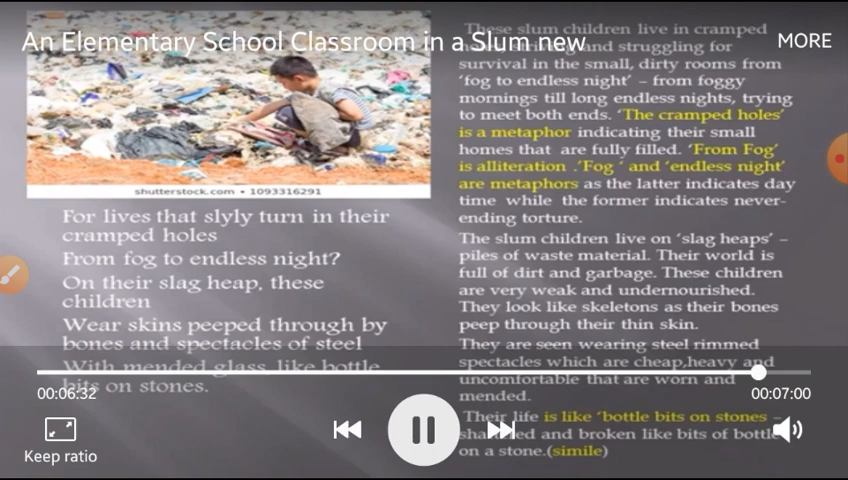 An Elementary School Classroom in a Slum new
MORE
shutterstock.com • 1093316291
For lives that slyly turn in their
cramped holes
From fog to endless night?
On their slag heap, these
children
Wear skins peeped through by
bones and spectacles of steel
With mended glass, like bottle
bits on stones.
These slum children live in cramped
and struggling for
survival in the small, dirty rooms from
'fog to endless night' – from foggy
mornings till long endless nights, trying
to meet both ends. 'The cramped holes'
is a metaphor indicating their small
homes that are fully filled. 'From Fog'
is alliteration .'Fog ' and 'endless night'
are metaphors as the latter indicates day
time while the former indicates never-
ending torture.
The slum children live on 'slag heaps' –
piles of waste material. Their world is
full of dirt and garbage. These children
are very weak and undernourished.
They look like skeletons as their bones
peep through their thin skin.
They are seen wearing steel rimmed
spectacles which are cheap,heavy and
uncomfortable that are worn and
mended.
Their life is like 'bottle bits on stones –
and broken like bits of bottle
on a stone.(simile)
00:06:32
00:07:00
Keep ratio